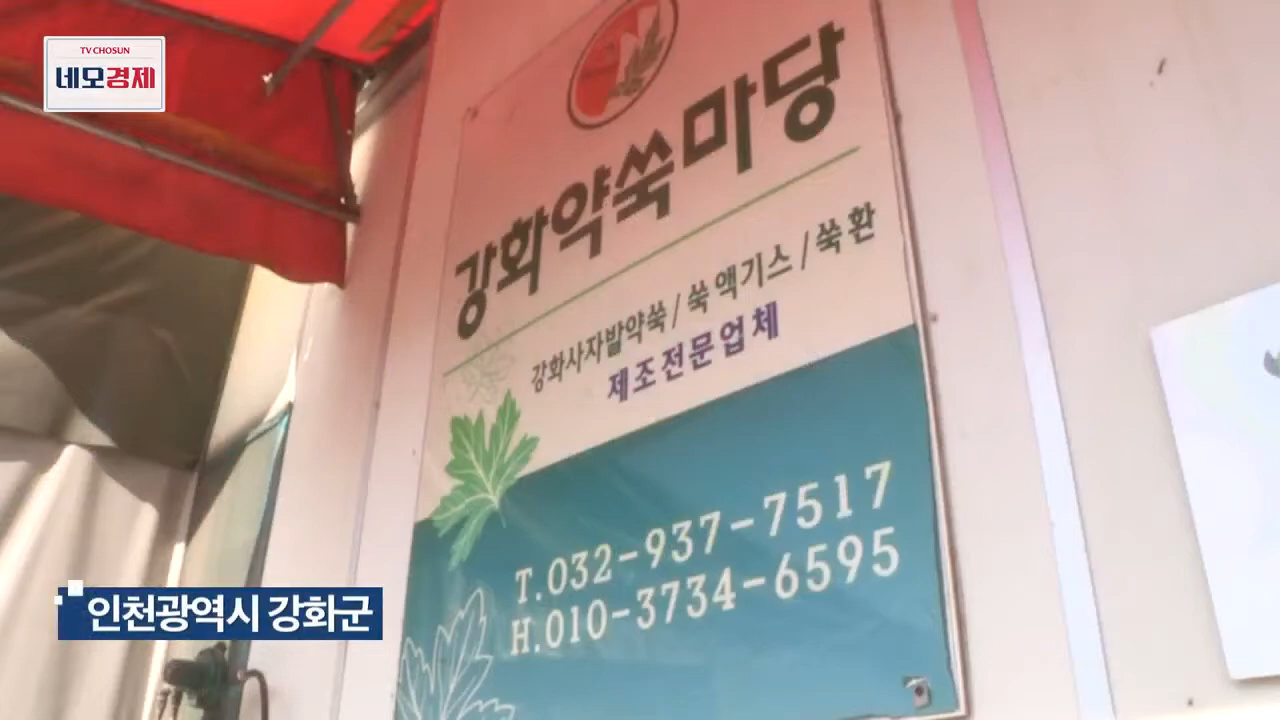 TV CHOSUN
네모경제
강화약쑥마당
강화사자발약쑥 / 쑥액기스 / 쑥환
제조전문업체
T.032-937-7517
H.010-3734-6595
인천광역시 강화군